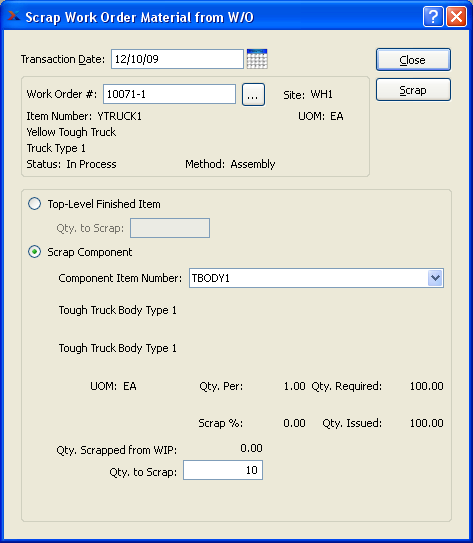 Scrap Work Order Material from W/O
Transaction Date: 12/10/09
Close
Work Order #: 10071-1 ... Site: WH1
Scrap
Item Number: YTRUCK1 UOM: EA
Yellow Tough Truck
Truck Type 1
Status: In Process Method: Assembly
Top-Level Finished Item
Qty. to Scrap:
Scrap Component
Component Item Number: TBODY1
Tough Truck Body Type 1
Tough Truck Body Type 1
UOM: EA Qty. Per: 1.00 Qty. Required: 100.00
Scrap %: 0.00 Qty. Issued: 100.00
Qty. Scrapped from WIP: 0.00
Qty. to Scrap: 10